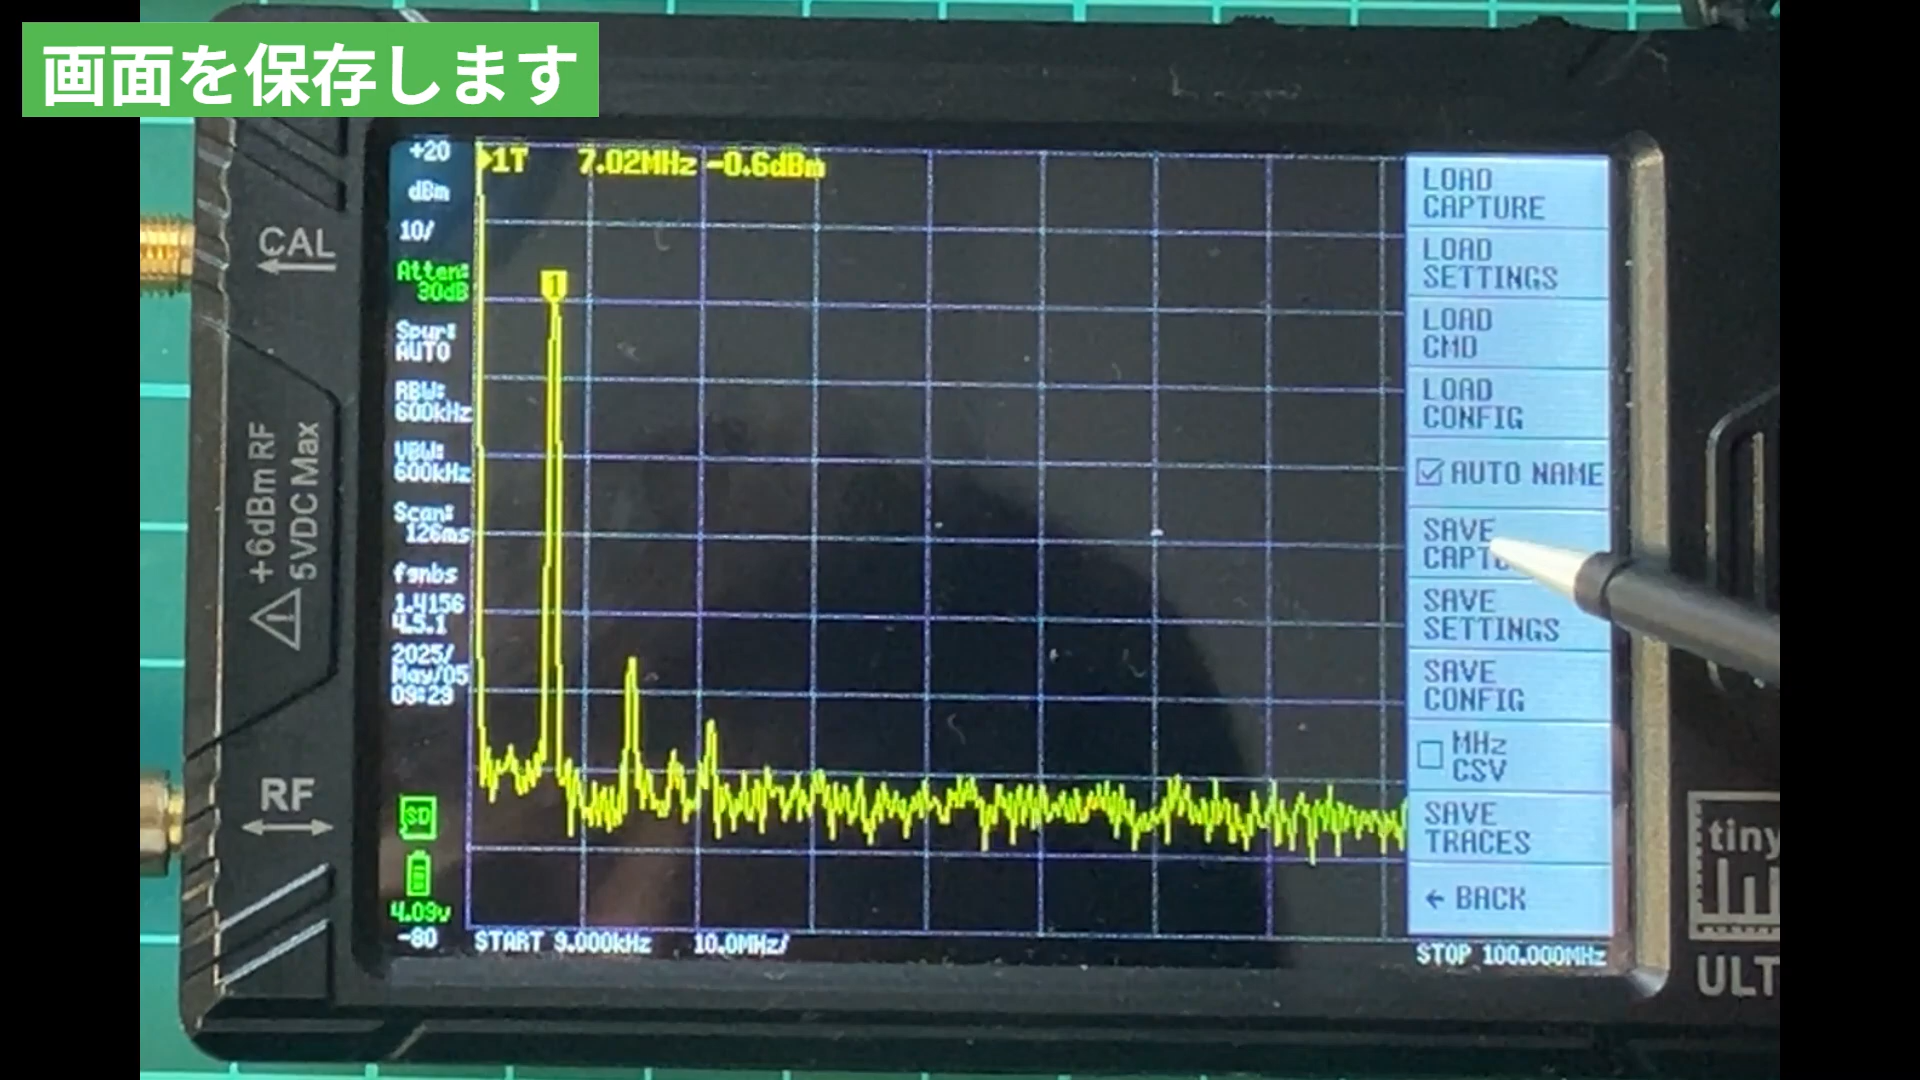 画面を保存します
+20
dBm
10/
Atten:
30dB
Spur:
AUTO
RBW:
600kHz
VBW:
600kHz
Scan:
126ms
fgnbs
1.4156
4.5.1
2025/
May/05
09:29
SD
4.09v
-80
1T 7.02MHz -0.6dBm
1
START 9.000kHz 10.0MHz/
STOP 100.000MHz
LOAD
CAPTURE
LOAD
SETTINGS
LOAD
CMD
LOAD
CONFIG
AUTO NAME
SAVE
SAVE
SETTINGS
SAVE
CONFIG
MHz
CSV
SAVE
TRACES
← BACK
CAL
+6dBm RF
5VDC Max
RF
tiny
ULT